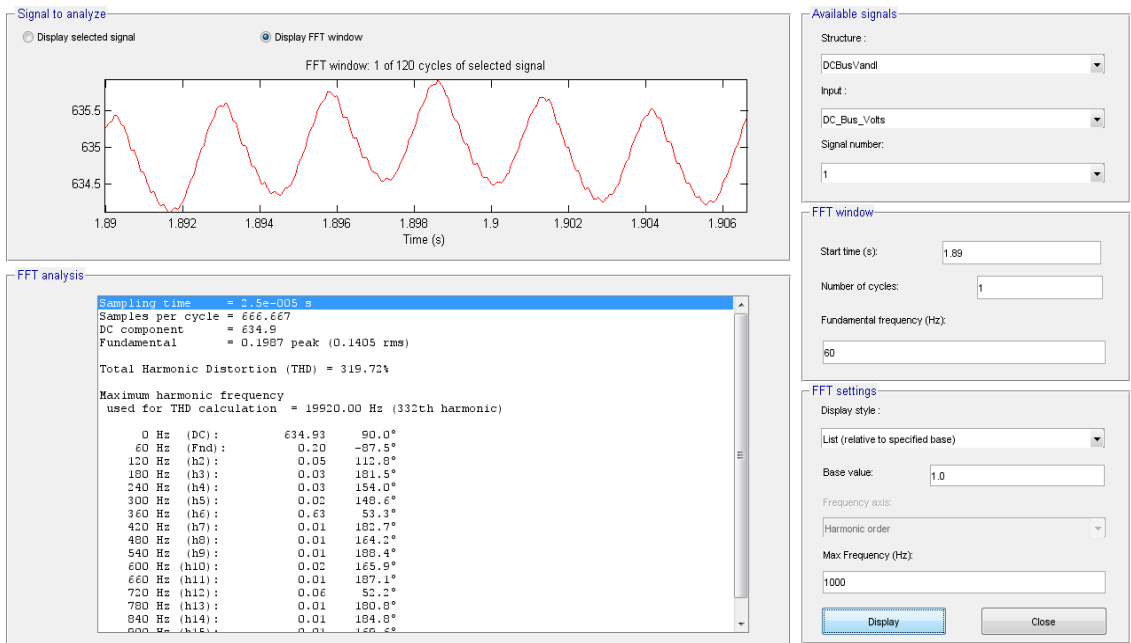 Signal to analyze
Display selected signal
Display FFT window
FFT window: 1 of 120 cycles of selected signal
635.5
635
634.5
1.89 1.892 1.894 1.896 1.898 1.9 1.902 1.904 1.906
Time (s)
FFT analysis
Sampling time = 2.5e-005 s
Samples per cycle = 666.667
DC component = 634.9
Fundamental = 0.1987 peak (0.1405 rms)
Total Harmonic Distortion (THD) = 319.72%
Maximum harmonic frequency
used for THD calculation = 19920.00 Hz (332th harmonic)
0 Hz (DC): 634.93 90.0°
60 Hz (Fnd): 0.20 -87.5°
120 Hz (h2): 0.05 112.8°
180 Hz (h3): 0.03 181.5°
240 Hz (h4): 0.03 154.0°
300 Hz (h5): 0.02 148.6°
360 Hz (h6): 0.63 53.3°
420 Hz (h7): 0.01 182.7°
480 Hz (h8): 0.01 164.2°
540 Hz (h9): 0.01 188.4°
600 Hz (h10): 0.02 165.9°
660 Hz (h11): 0.01 187.1°
720 Hz (h12): 0.06 52.2°
780 Hz (h13): 0.01 180.8°
840 Hz (h14): 0.01 184.8°
Available signals
Structure :
DCBusVandI
Input :
DC_Bus_Volts
Signal number:
1
FFT window
Start time (s):
1.89
Number of cycles:
1
Fundamental frequency (Hz):
60
FFT settings
Display style :
List (relative to specified base)
Base value:
1.0
Frequency axis:
Harmonic order
Max Frequency (Hz):
1000
Display
Close